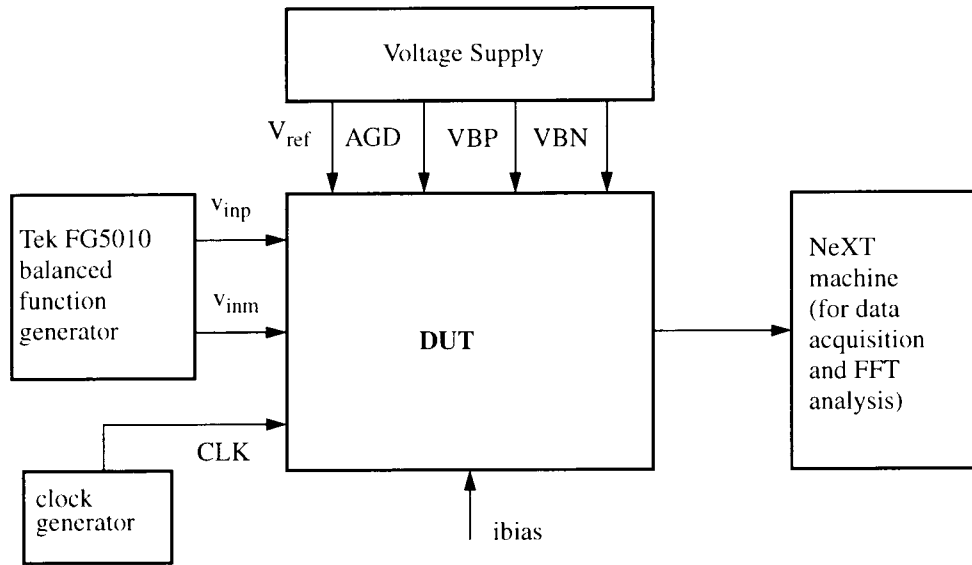 Voltage Supply
V_ref AGD VBP VBN
Tek FG5010
balanced
function
generator
v_inp
v_inm
DUT
CLK
clock
generator
ibias
NeXT
machine
(for data
acquisition
and FFT
analysis)